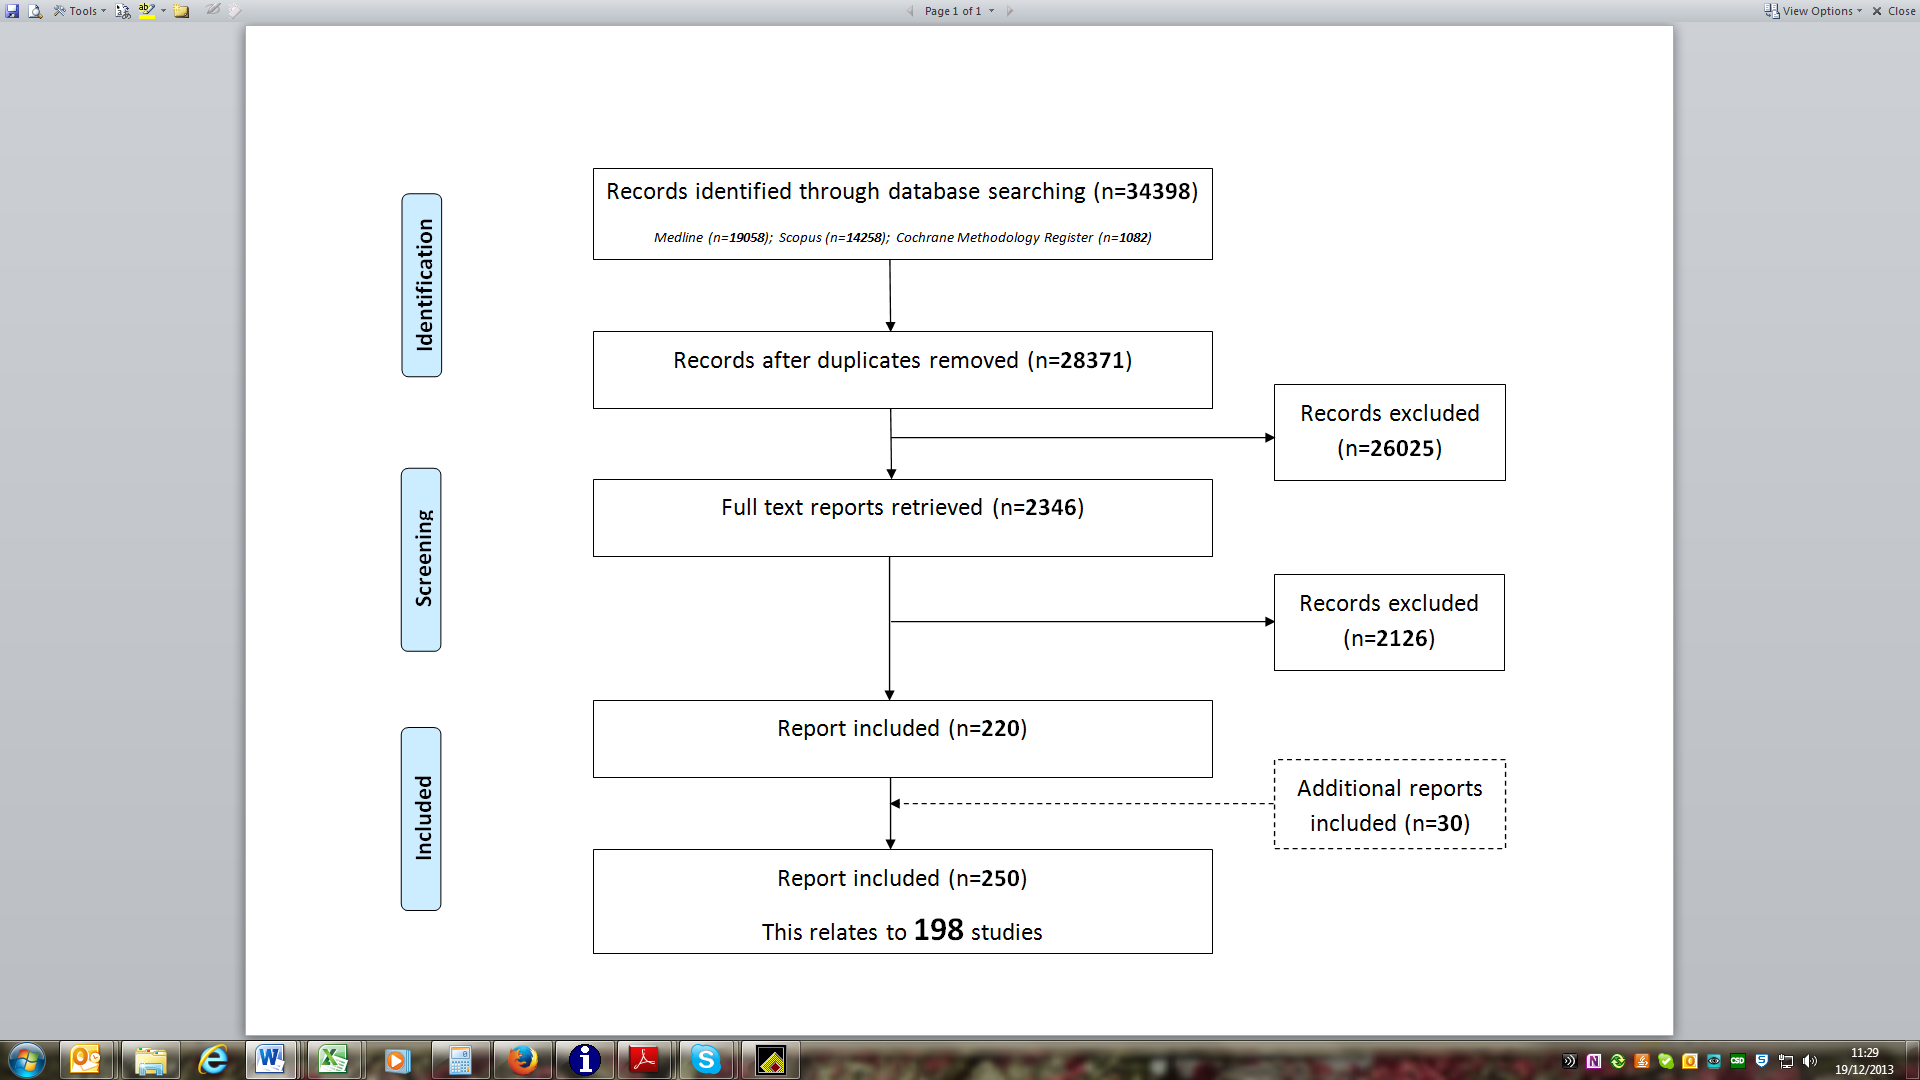 Tools
Page 1 of 1
View Options
Close
Identification
Records identified through database searching (n=34398)
Medline (n=19058); Scopus (n=14258); Cochrane Methodology Register (n=1082)
Records after duplicates removed (n=28371)
Records excluded
(n=26025)
Screening
Full text reports retrieved (n=2346)
Records excluded
(n=2126)
Included
Report included (n=220)
Additional reports
included (n=30)
Report included (n=250)
This relates to 198 studies
11:29
19/12/2013